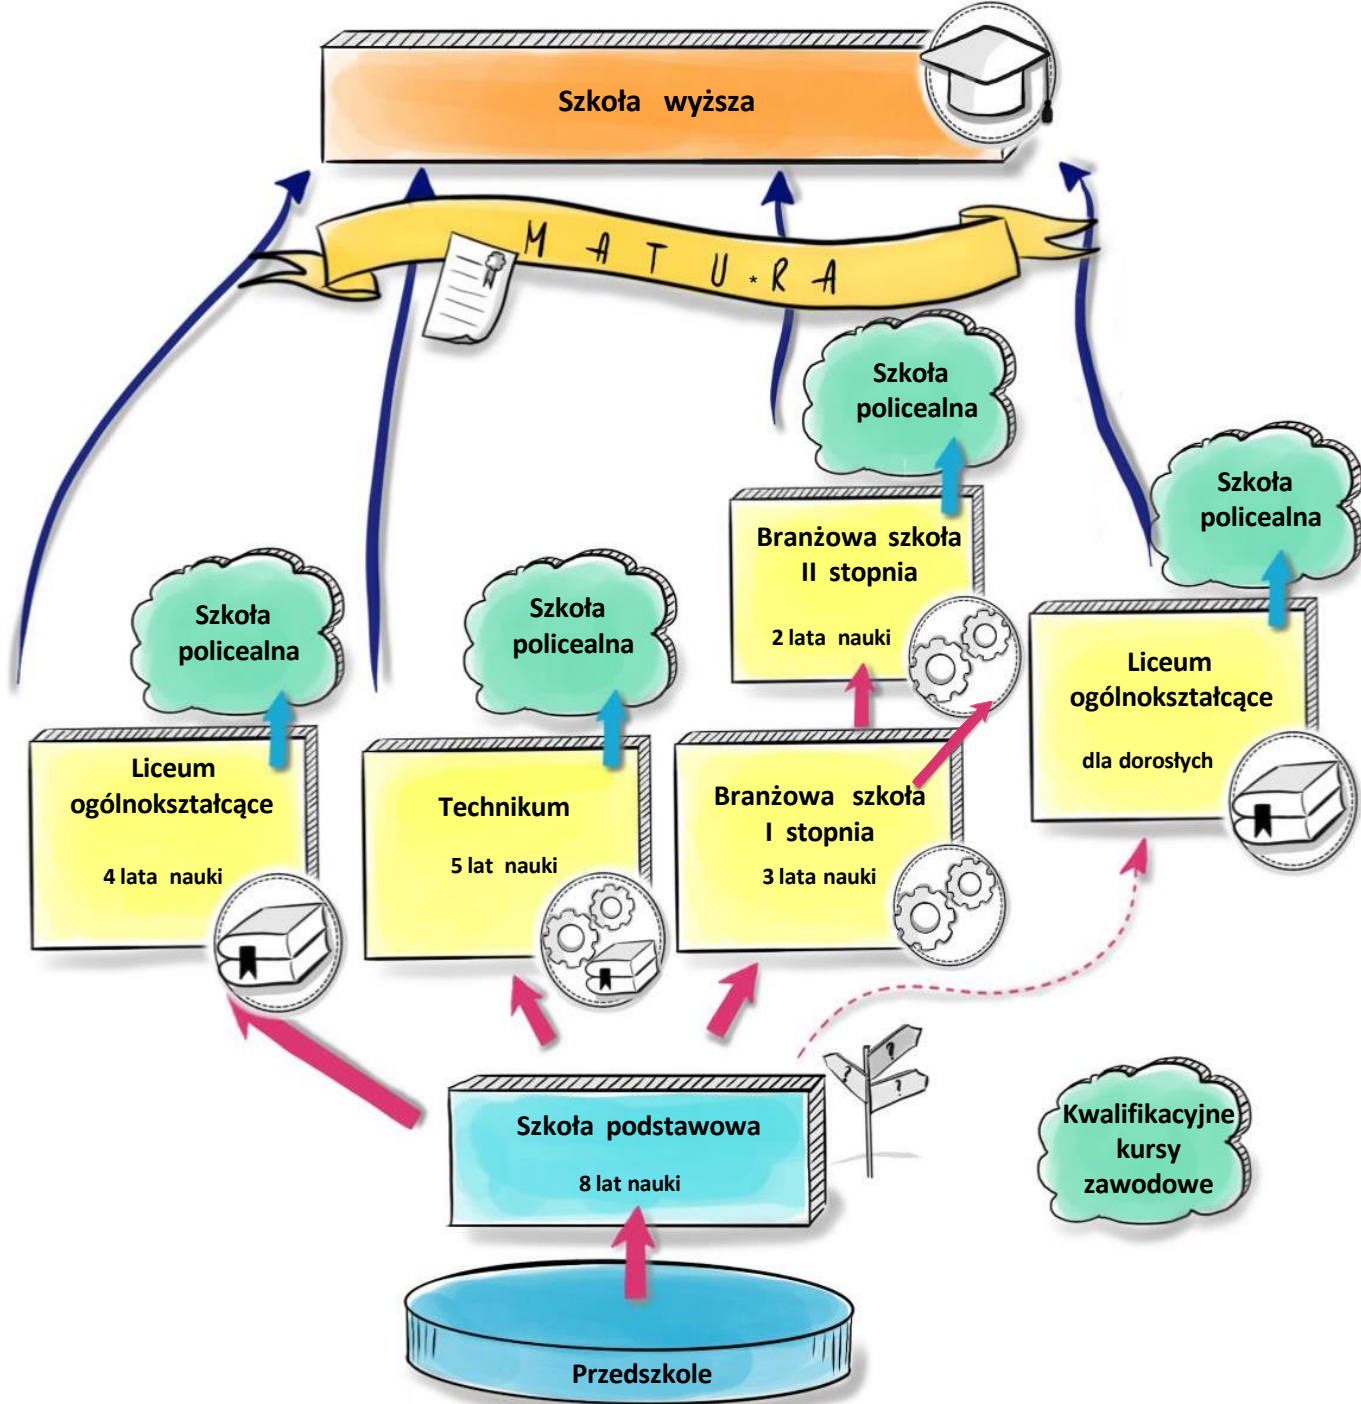 Szkoła wyższa
MATU*RA
Szkoła
policealna
Szkoła
policealna
Branżowa szkoła
II stopnia
2 lata nauki
Szkoła
policealna
Szkoła
policealna
Liceum
ogólnokształcące
dla dorosłych
Liceum
ogólnokształcące
4 lata nauki
Technikum
5 lat nauki
Branżowa szkoła
I stopnia
3 lata nauki
? ? ?
Szkoła podstawowa
8 lat nauki
Kwalifikacyjne
kursy
zawodowe
Przedszkole